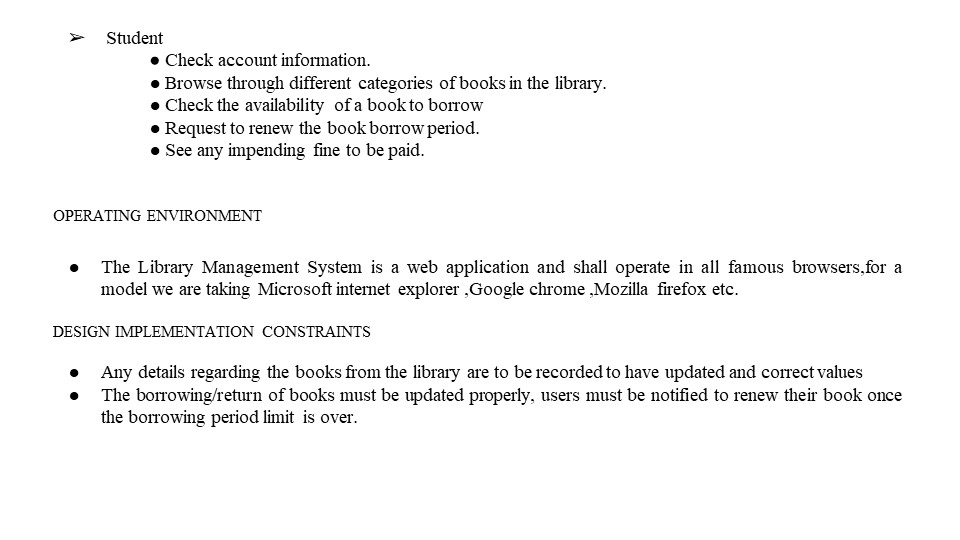 ➢ Student
● Check account information.
● Browse through different categories of books in the library.
● Check the availability of a book to borrow
● Request to renew the book borrow period.
● See any impending fine to be paid.
OPERATING ENVIRONMENT
● The Library Management System is a web application and shall operate in all famous browsers,for a
model we are taking Microsoft internet explorer ,Google chrome ,Mozilla firefox etc.
DESIGN IMPLEMENTATION CONSTRAINTS
● Any details regarding the books from the library are to be recorded to have updated and correct values
● The borrowing/return of books must be updated properly, users must be notified to renew their book once
the borrowing period limit is over.